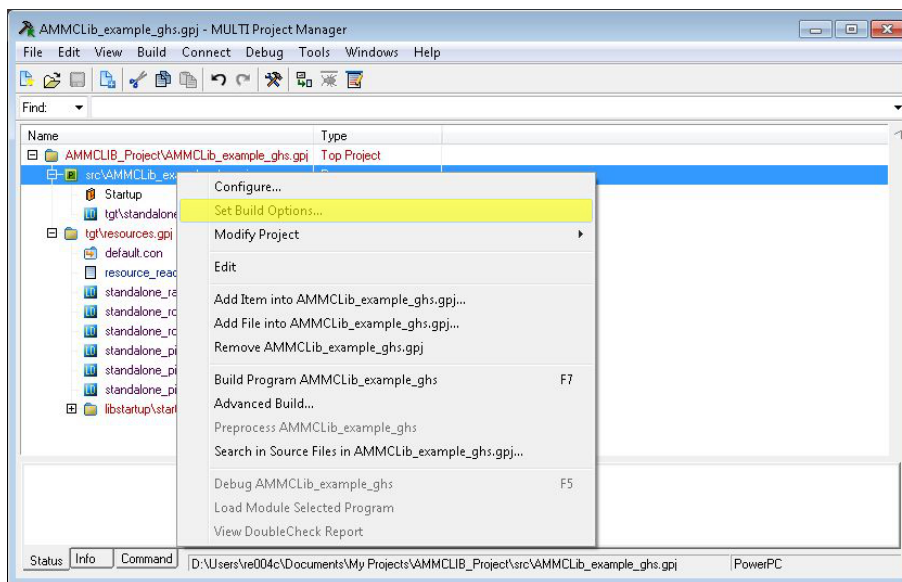 AMMCLib_example_ghs.gpj - MULTI Project Manager
File Edit View Build Connect Debug Tools Windows Help
Find:
Name Type
AMMCLIB_Project\AMMCLib_example_ghs.gpj Top Project
src\AMMCLib_ex
Configure...
Startup
Set Build Options...
tgt\standalone
Modify Project
tgt\resources.gpj
default.con
Edit
resource_read
standalone_ra
Add Item into AMMCLib_example_ghs.gpj...
standalone_ro
Add File into AMMCLib_example_ghs.gpj...
standalone_ro
Remove AMMCLib_example_ghs.gpj
standalone_pi
standalone_pi
Build Program AMMCLib_example_ghs F7
standalone_pi
Advanced Build...
libstartup\start
Preprocess AMMCLib_example_ghs
Search in Source Files in AMMCLib_example_ghs.gpj...
Debug AMMCLib_example_ghs F5
Load Module Selected Program
View DoubleCheck Report
Status Info Command D:\Users\re004c\Documents\My Projects\AMMCLIB_Project\src\AMMCLib_example_ghs.gpj PowerPC